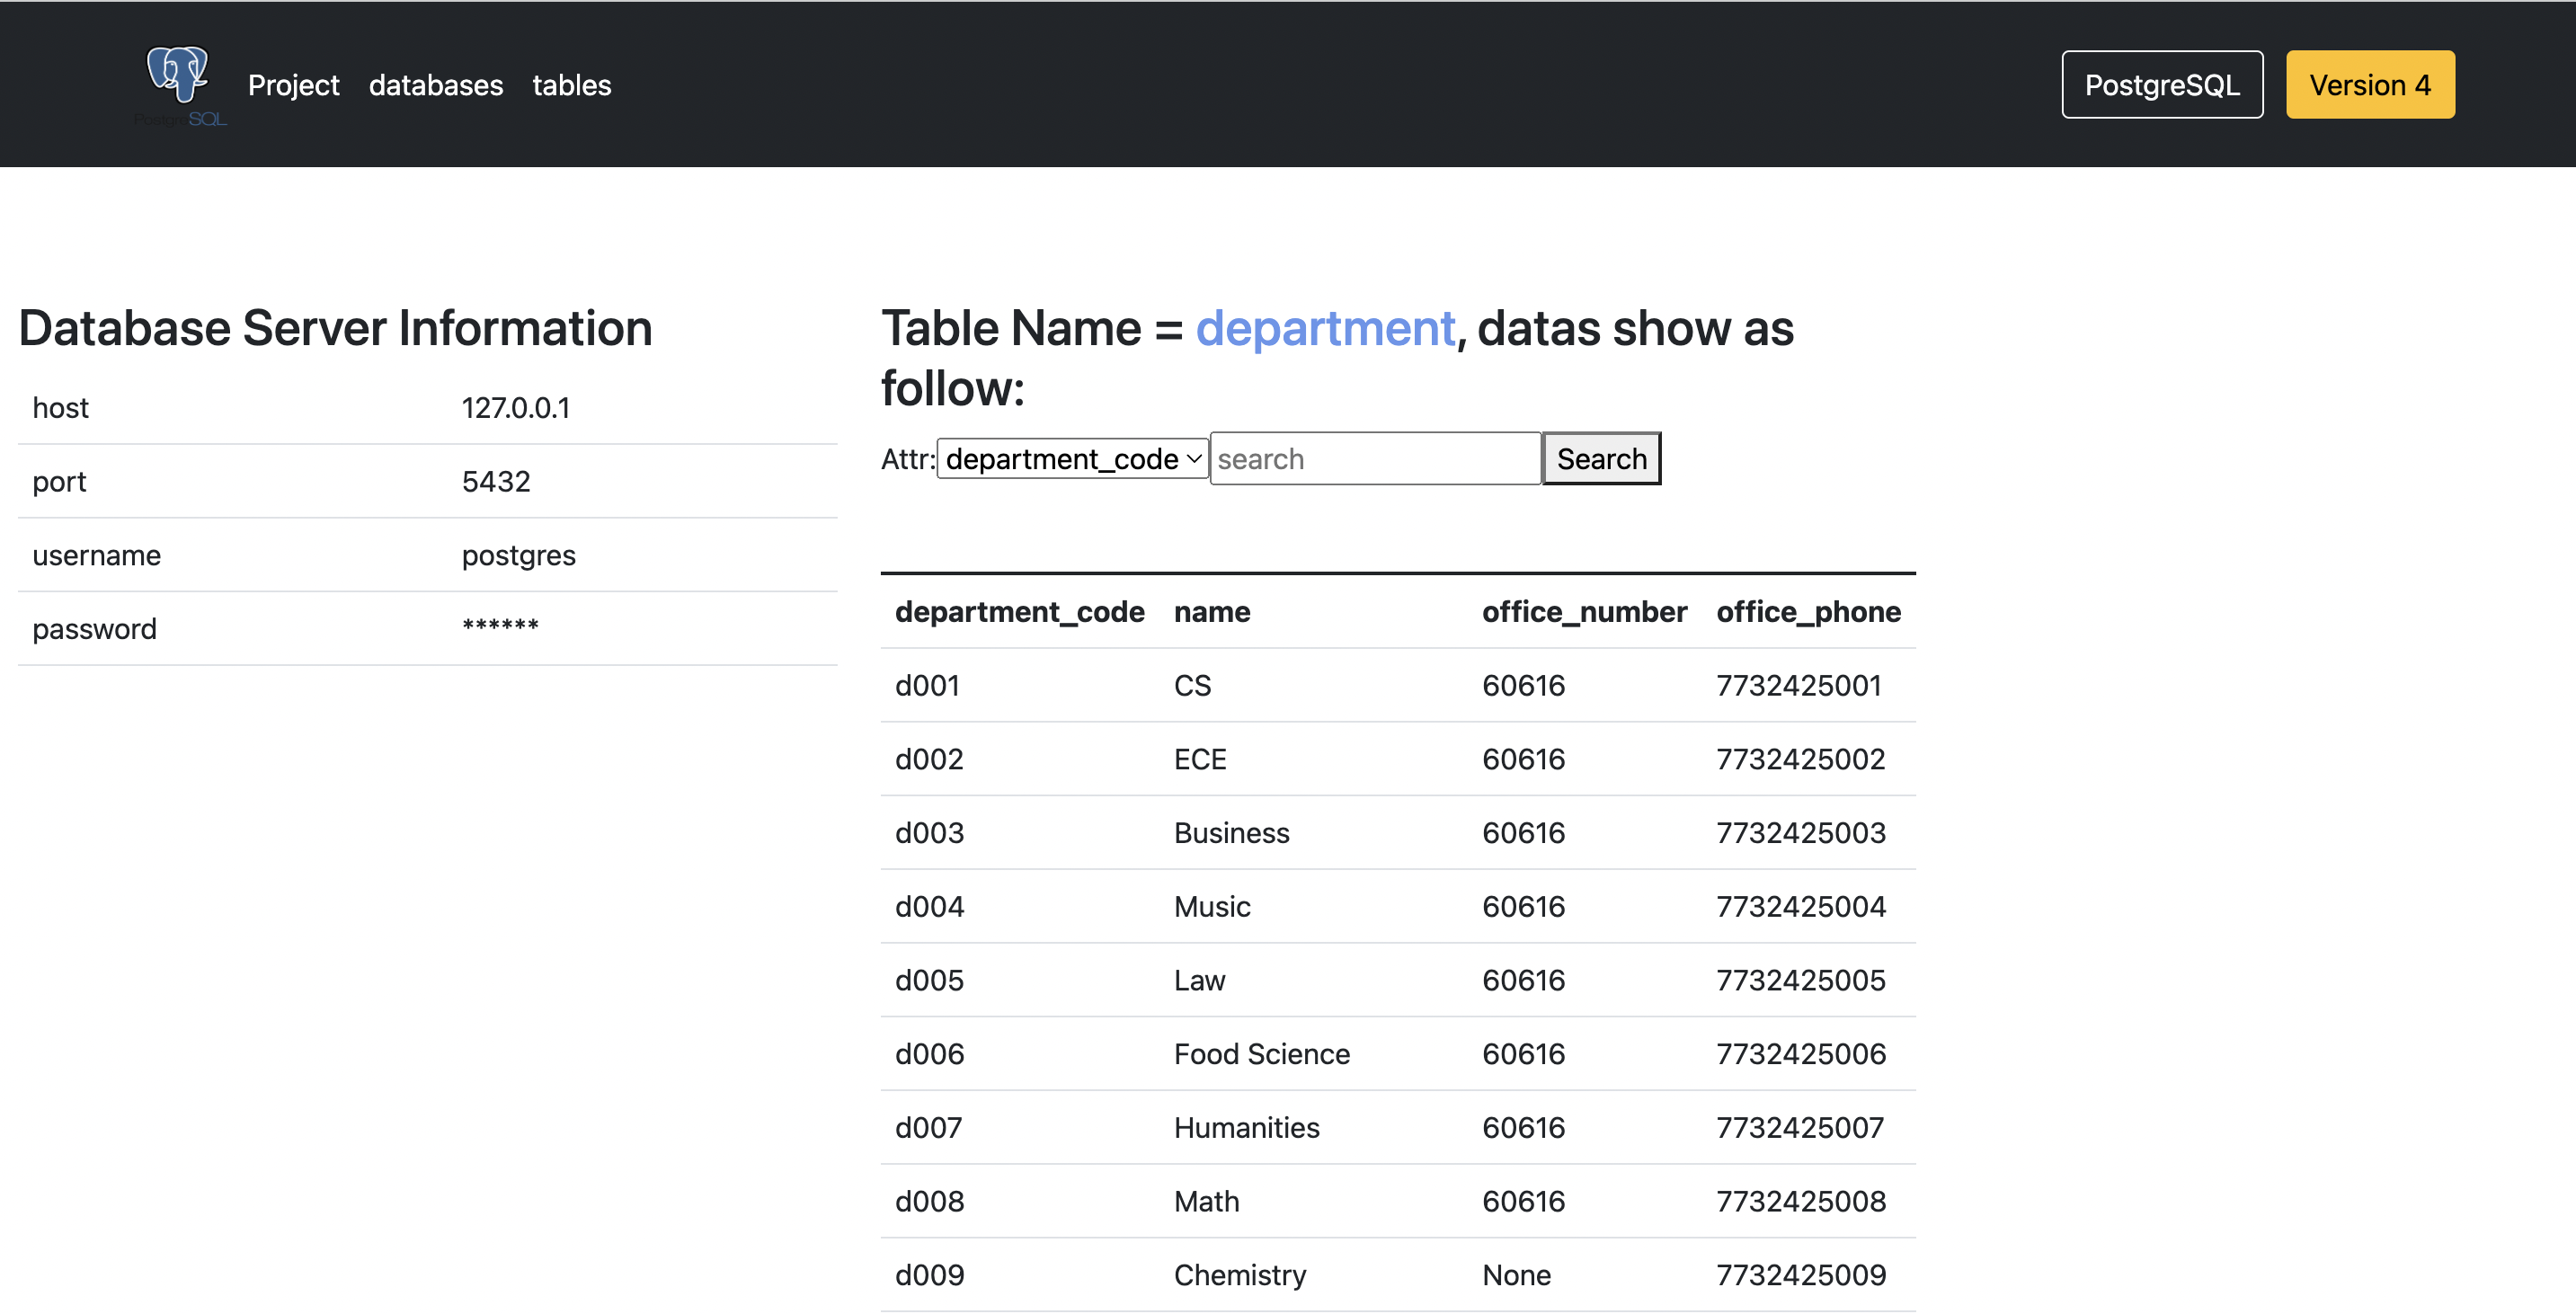 PostgreSQL
Project databases tables
PostgreSQL Version 4
Database Server Information
host 127.0.0.1
port 5432
username postgres
password ******
Table Name = department, datas show as
follow:
Attr: department_code search Search
department_code name office_number office_phone
d001 CS 60616 7732425001
d002 ECE 60616 7732425002
d003 Business 60616 7732425003
d004 Music 60616 7732425004
d005 Law 60616 7732425005
d006 Food Science 60616 7732425006
d007 Humanities 60616 7732425007
d008 Math 60616 7732425008
d009 Chemistry None 7732425009